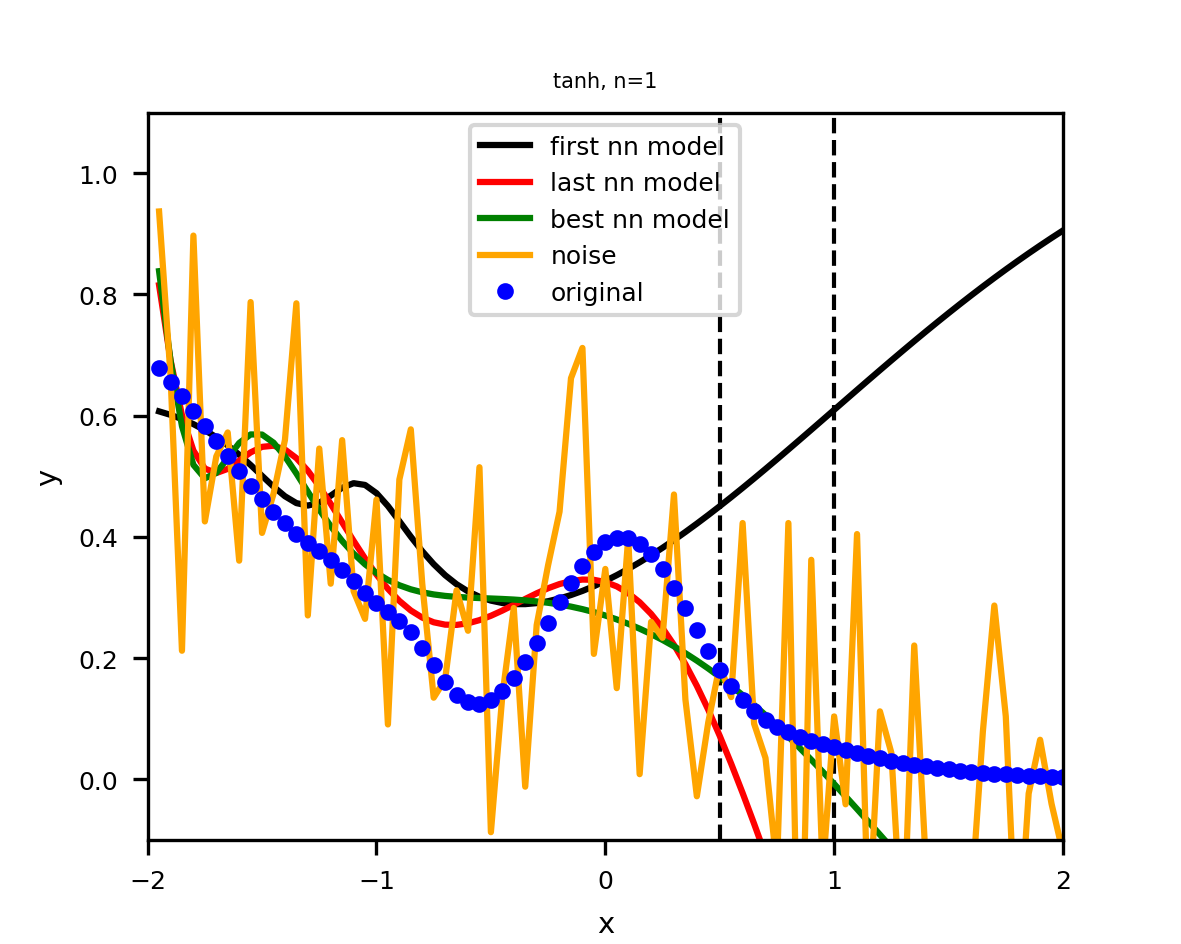 tanh, n=1
first nn model
last nn model
best nn model
noise
original
1.0
0.8
0.6
0.4
0.2
0.0
y
−2
−1
0
1
2
x